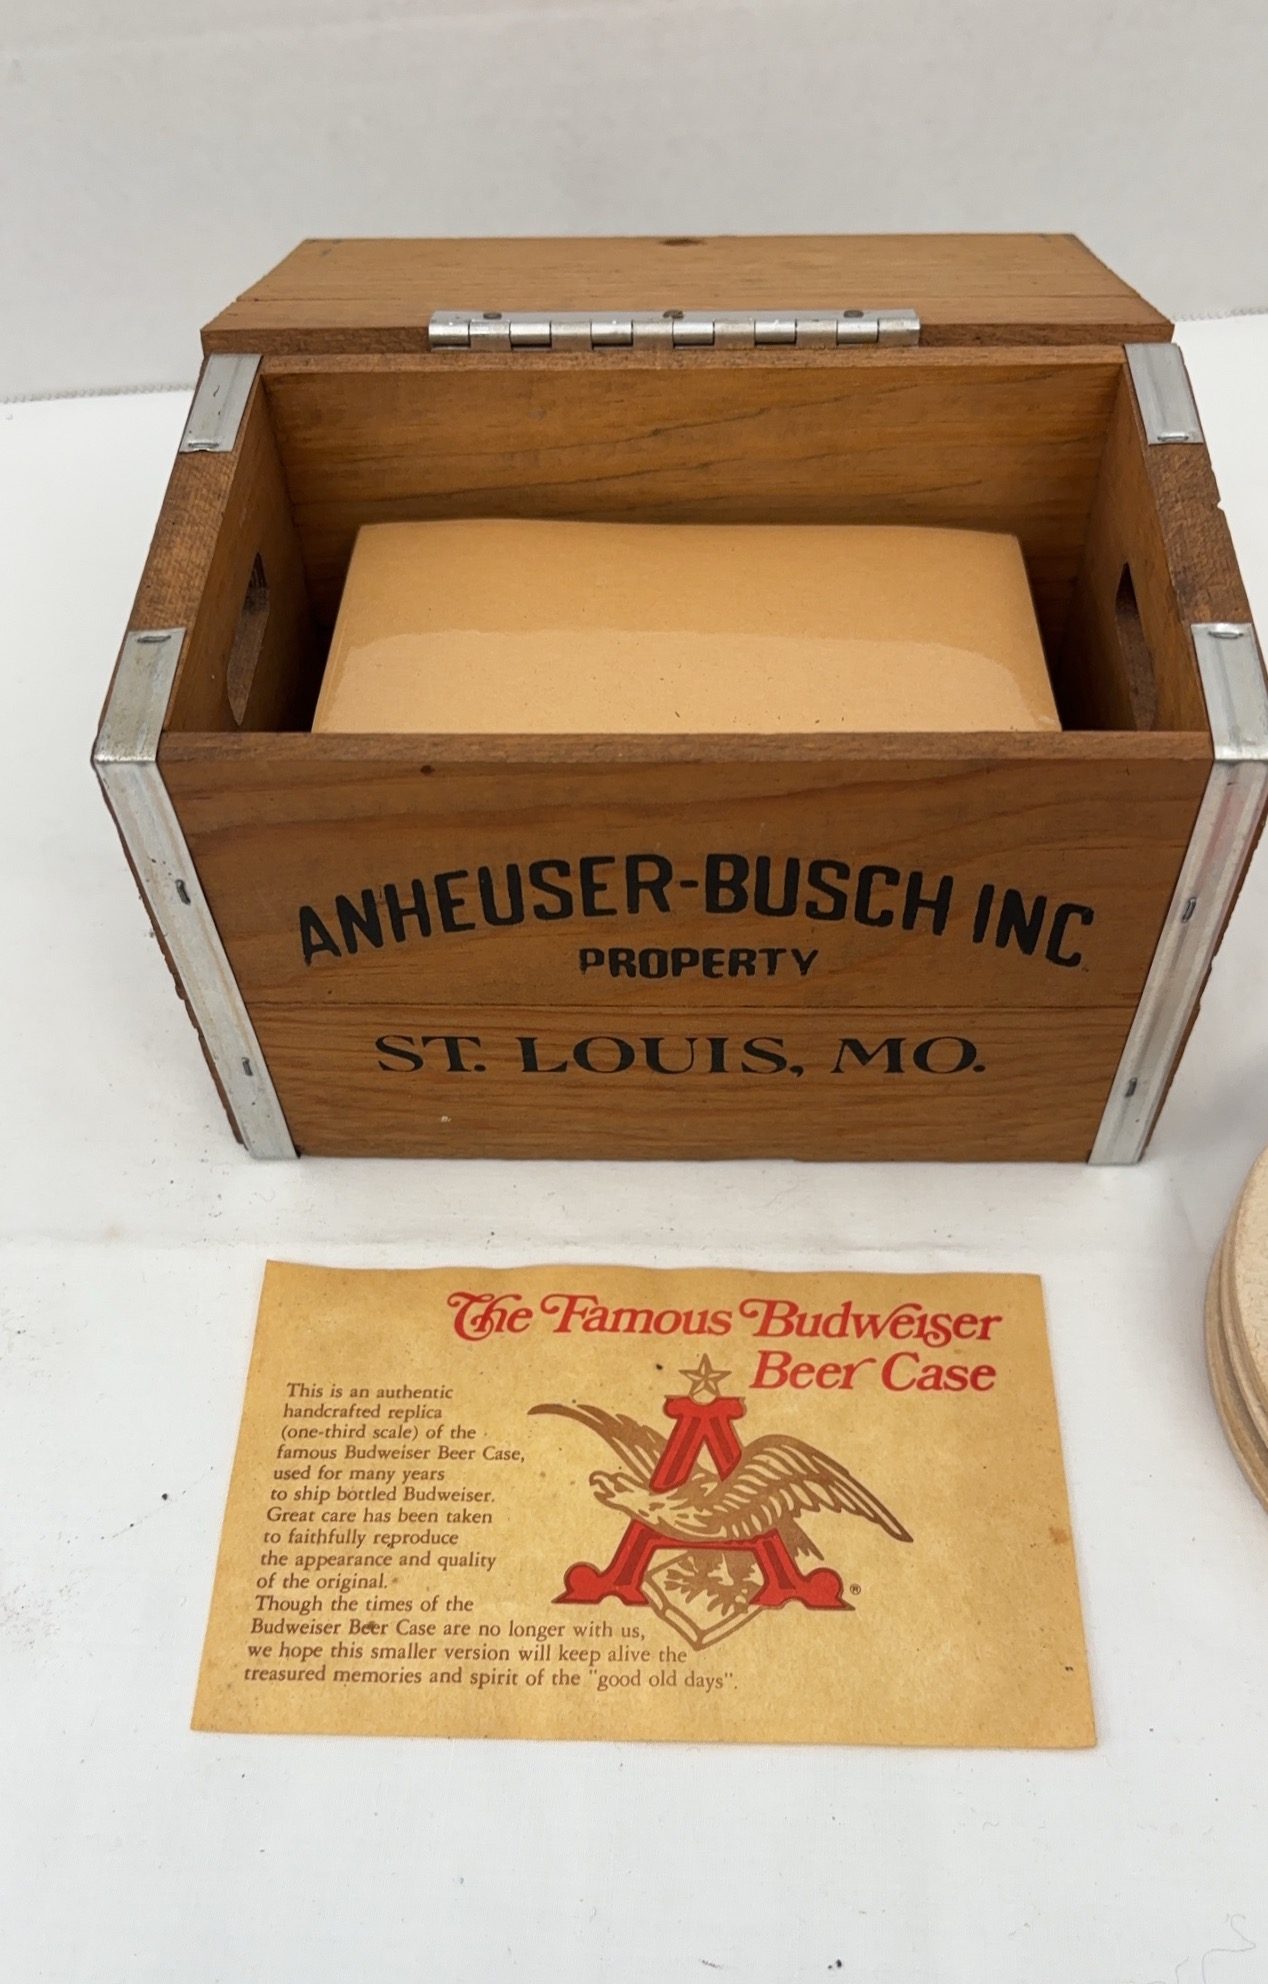 ANHEUSER-BUSCH INC.
PROPERTY
ST. LOUIS, MO.
The Famous Budweiser
Beer Case
This is an authentic
handcrafted replica
(one-third scale) of the
famous Budweiser Beer Case,
used for many years
to ship bottled Budweiser.
Great care has been taken
to faithfully reproduce
the appearance and quality
of the original.
Though the times of the
Budweiser Beer Case are no longer with us,
we hope this smaller version will keep alive the
treasured memories and spirit of the "good old days".
A
®